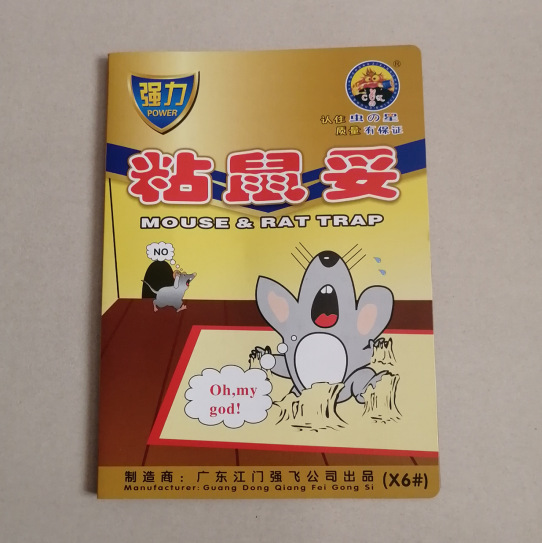 强力
POWER
®
认住虫の星
质量有保证
粘鼠妥
MOUSE & RAT TRAP
NO
Oh,my
god!
制造商：广东江门强飞公司出品
(X6#)
Manufacturer: Guang Dong Qiang Fei Gong Si